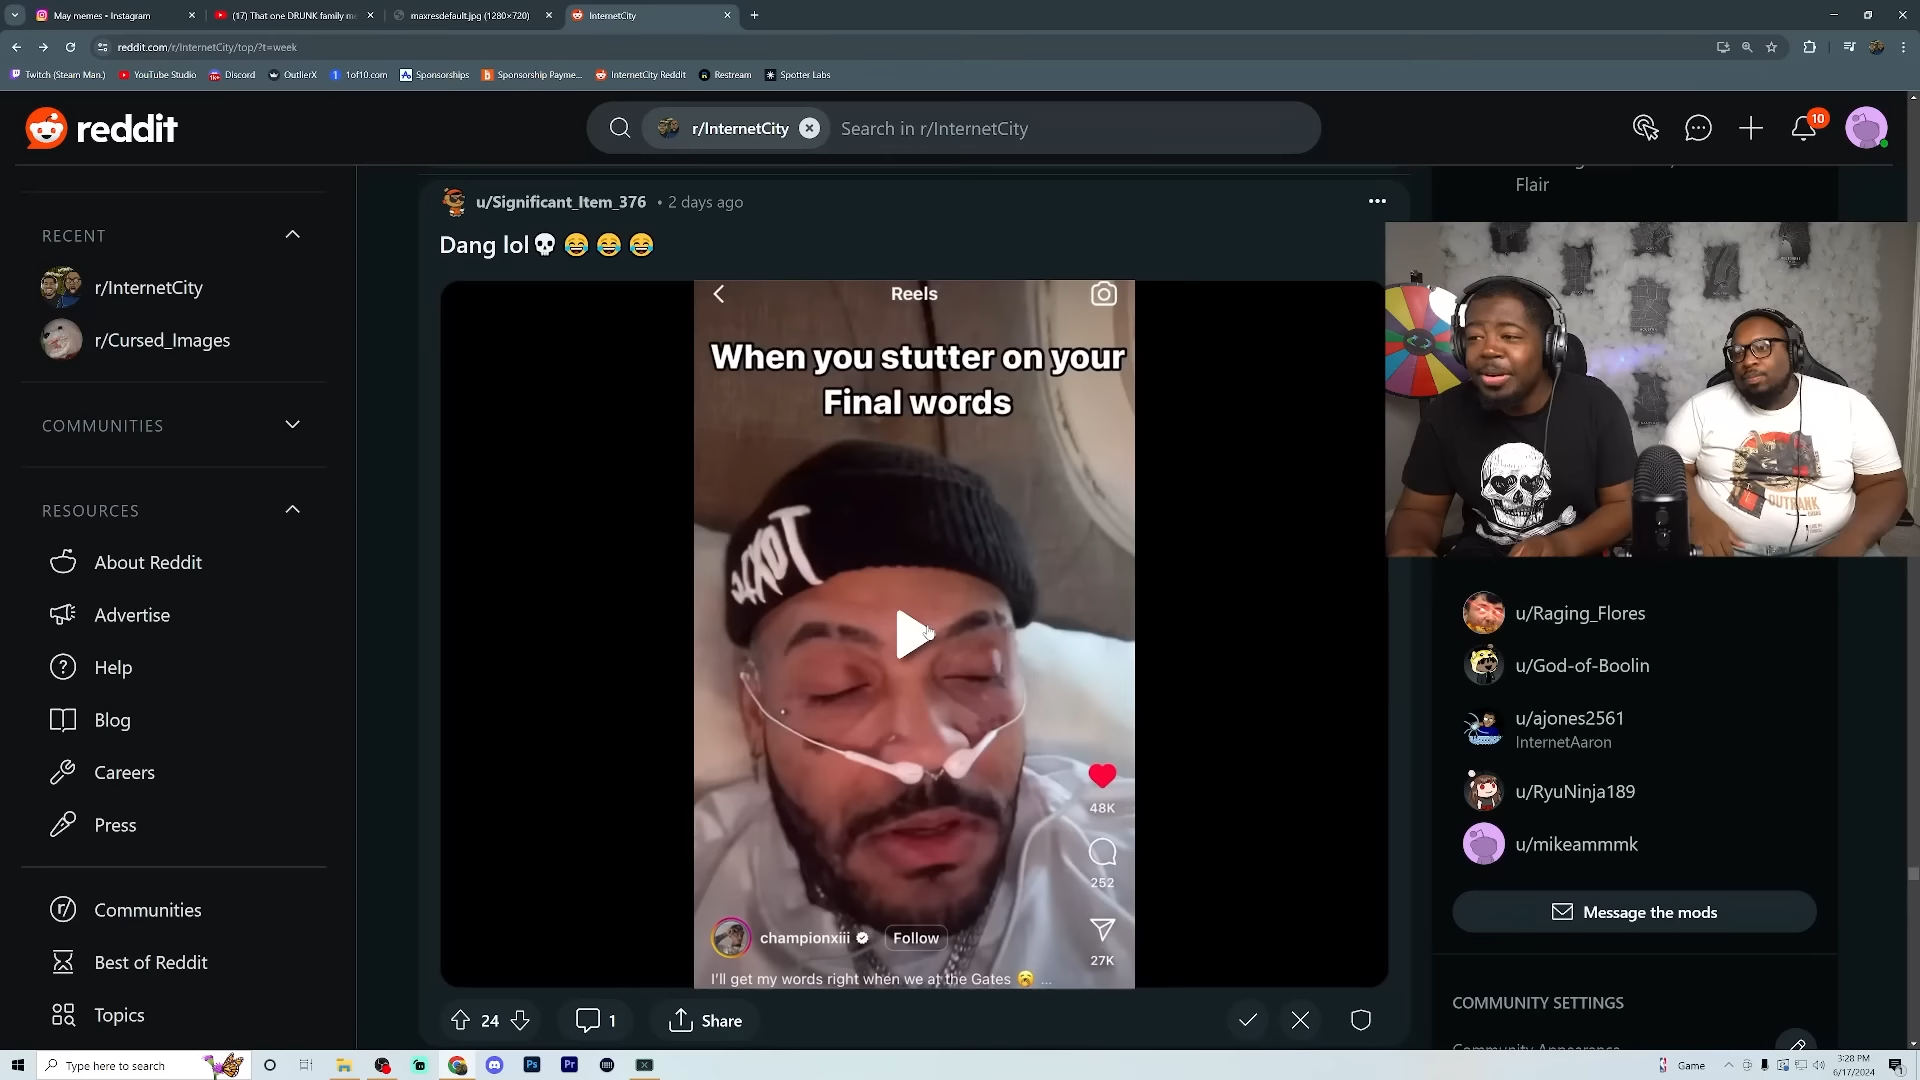 May memes - Instagram
(17) That one DRUNK family me
maxresdefault.jpg (1280×720)
InternetCity
reddit.com/r/InternetCity/top/?t=week
Twitch (Steam Man.)
YouTube Studio
Discord
OutlierX
1of10.com
Sponsorships
Sponsorship Payme...
InternetCity Reddit
Restream
Spotter Labs
reddit
r/InternetCity
Search in r/InternetCity
10
Flair
RECENT
r/InternetCity
r/Cursed_Images
COMMUNITIES
RESOURCES
About Reddit
Advertise
Help
Blog
Careers
Press
Communities
Best of Reddit
Topics
u/Significant_Item_376 • 2 days ago
Dang lol💀😂😂😂
Reels
When you stutter on your
Final words
Toxic
48K
252
27K
championxiii
Follow
I'll get my words right when we at the Gates 😭 ...
24
1
Share
OUTRANK
u/Raging_Flores
u/God-of-Boolin
u/ajones2561
InternetAaron
u/RyuNinja189
u/mikeammmk
Message the mods
COMMUNITY SETTINGS
Community Appearance
Type here to search
Game
3:28 PM
6/17/2024